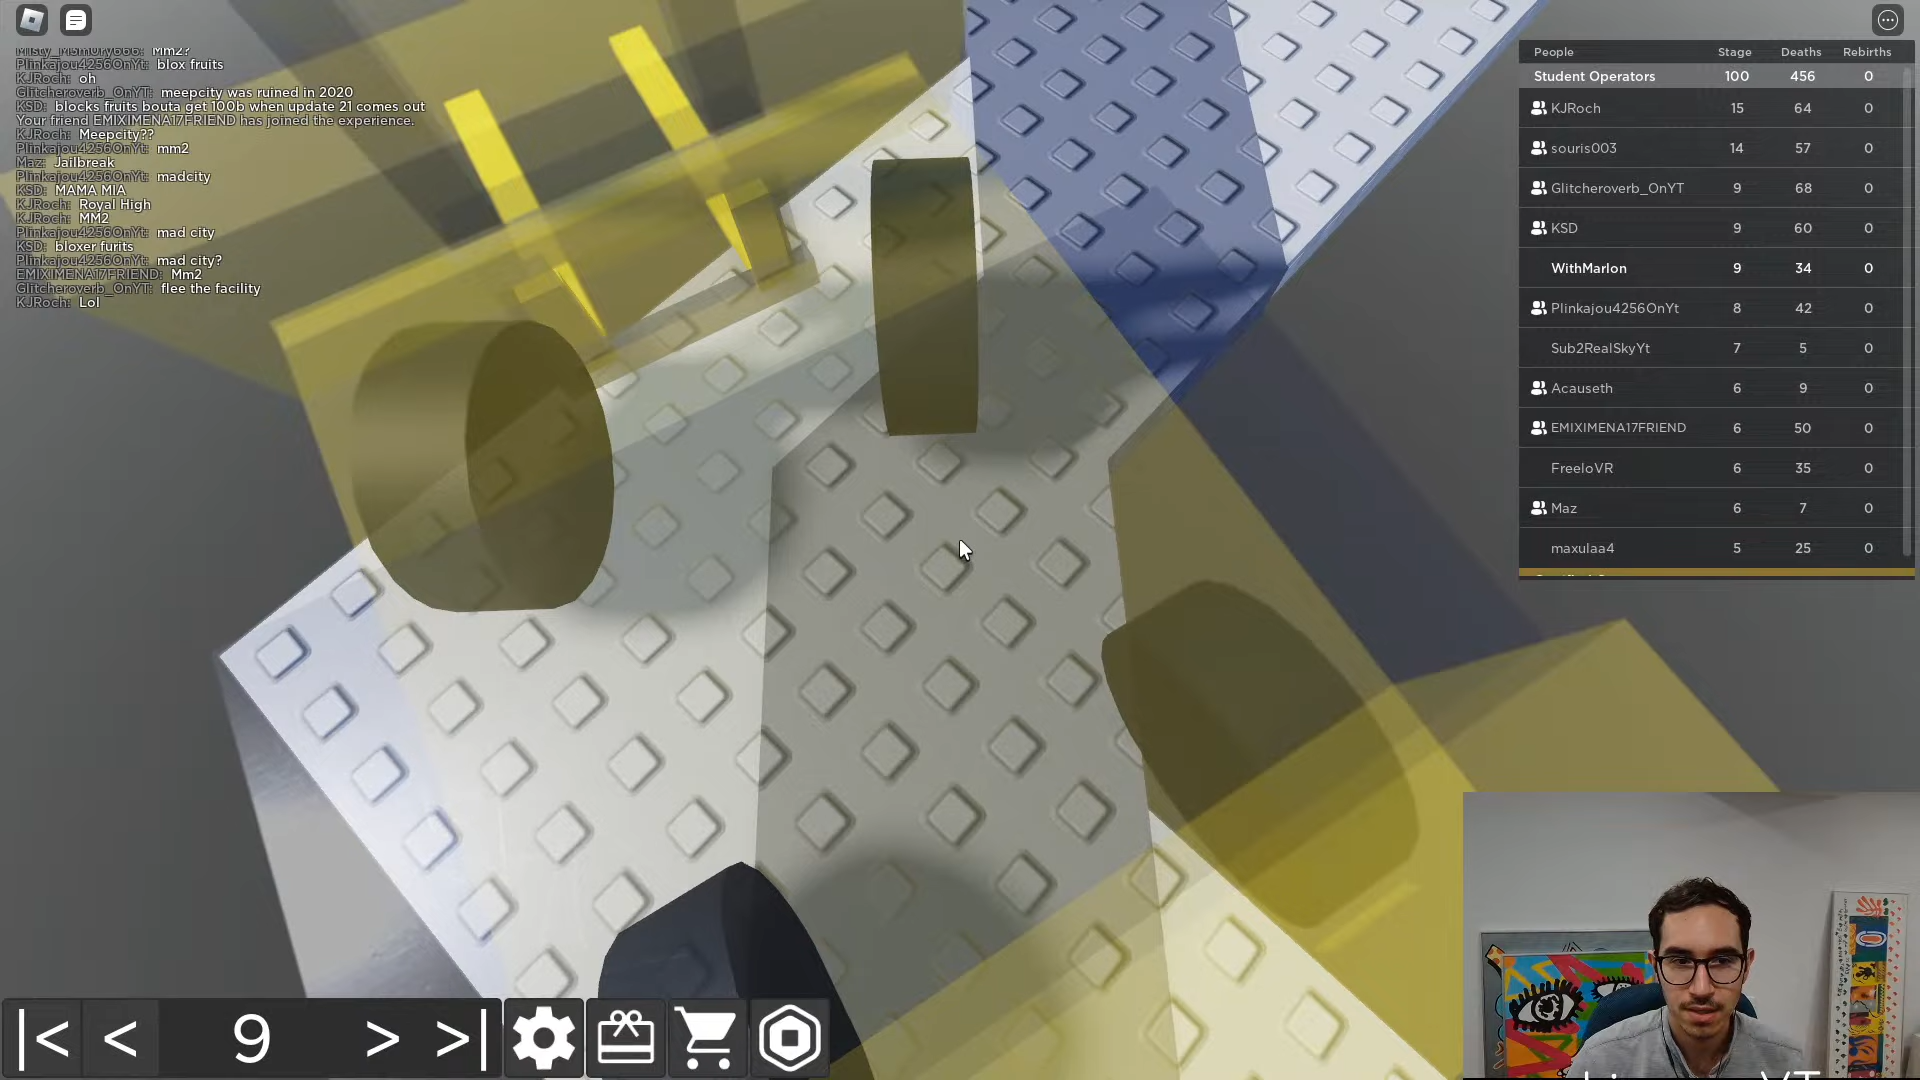 Misty_MSm0ry666: Mm2?
Plinkajou4256OnYt: blox fruits
KJRoch: oh
Glitcheroverb_OnYT: meepcity was ruined in 2020
KSD: blocks fruits bouta get 100b when update 21 comes out
Your friend EMIXIMENA17FRIEND has joined the experience.
KJRoch: Meepcity??
Plinkajou4256OnYt: mm2
Maz: Jailbreak
Plinkajou4256OnYt: madcity
KSD: MAMA MIA
KJRoch: Royal High
KJRoch: MM2
Plinkajou4256OnYt: mad city
KSD: bloxer furits
Plinkajou4256OnYt: mad city?
EMIXIMENA17FRIEND: Mm2
Glitcheroverb_OnYT: flee the facility
KJRoch: Lol
People Stage Deaths Rebirths
Student Operators 100 456 0
KJRoch 15 64 0
souris003 14 57 0
Glitcheroverb_OnYT 9 68 0
KSD 9 60 0
WithMarlon 9 34 0
Plinkajou4256OnYt 8 42 0
Sub2RealSkyYt 7 5 0
Acauseth 6 9 0
EMIXIMENA17FRIEND 6 50 0
FreeloVR 6 35 0
Maz 6 7 0
maxulaa4 5 25 0
|< < 9 > >|